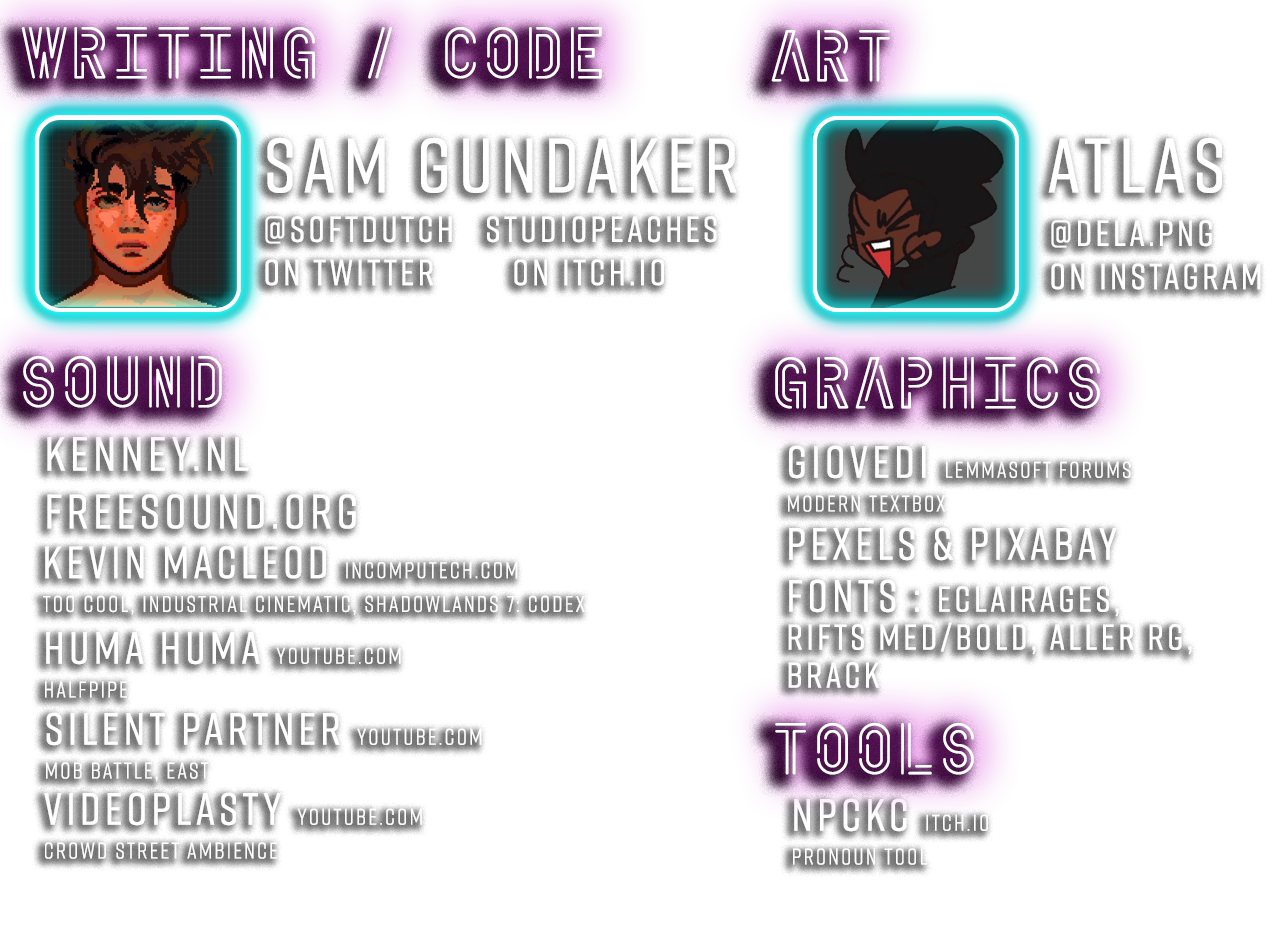 WRITING / CODE
SAM GUNDAKER
@SOFTDUTCH STUDIOPEACHES
ON TWITTER ON ITCH.IO
ART
ATLAS
@DELA.PNG
ON INSTAGRAM
SOUND
KENNEY.NL
FREESOUND.ORG
KEVIN MACLEOD INCOMPUTECH.COM
TOO COOL, INDUSTRIAL CINEMATIC, SHADOWLANDS 7: CODEX
HUMA HUMA YOUTUBE.COM
HALFPIPE
SILENT PARTNER YOUTUBE.COM
MOB BATTLE, EAST
VIDEOPLASTY YOUTUBE.COM
CROWD STREET AMBIENCE
GRAPHICS
GIOVEDI LEMMASOFT FORUMS
MODERN TEXTBOX
PEXELS & PIXABAY
FONTS : ECLAIRAGES,
RIFTS MED/BOLD, ALLER RG,
BRACK
TOOLS
NPCKC ITCH.IO
PRONOUN TOOL